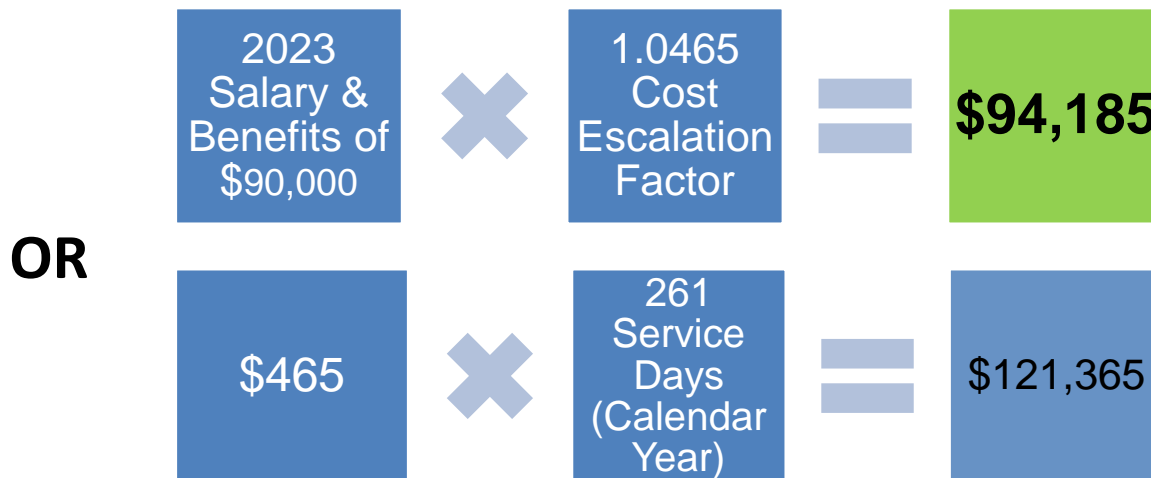 2023
Salary &
Benefits of
$90,000
1.0465
Cost
Escalation
Factor
$94,185
OR
$465
261
Service
Days
(Calendar
Year)
$121,365